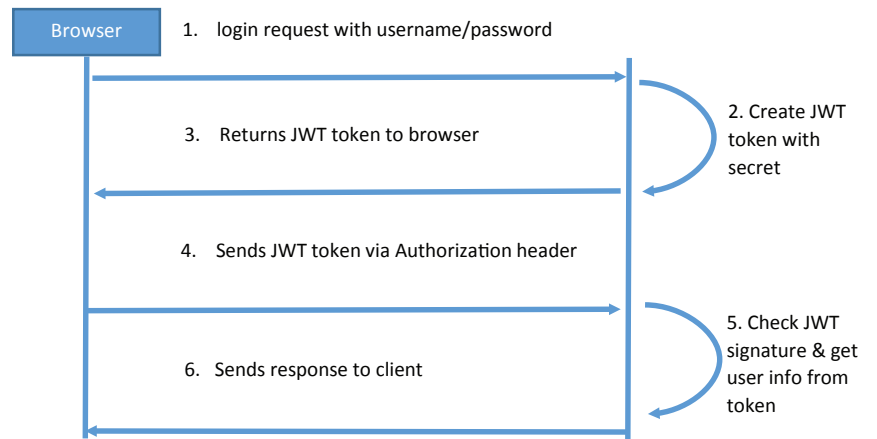 Browser
1. login request with username/password
2. Create JWT
token with
secret
3. Returns JWT token to browser
4. Sends JWT token via Authorization header
5. Check JWT
signature & get
user info from
token
6. Sends response to client